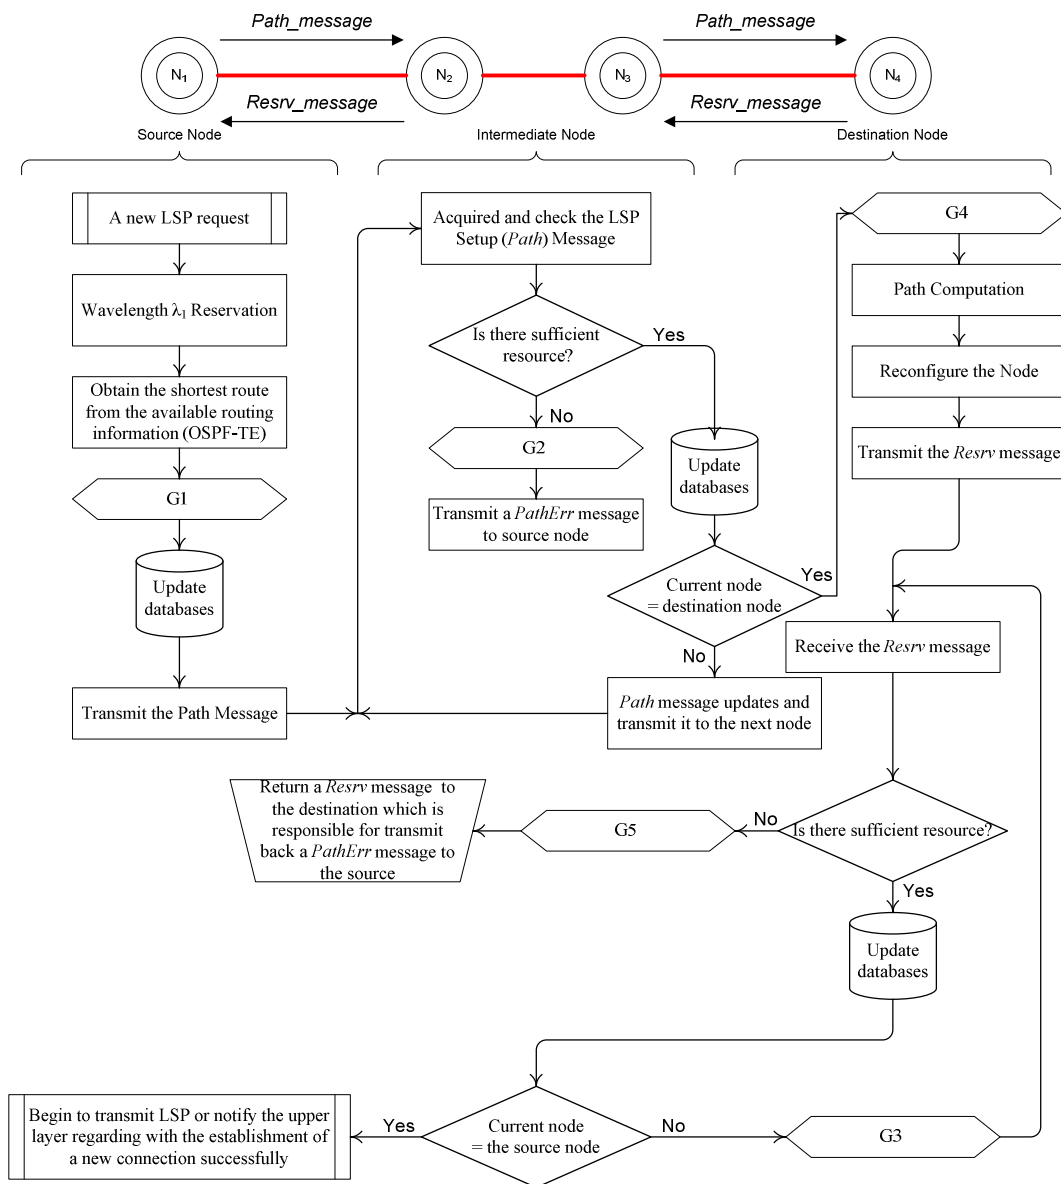 Path_message
Path_message
N1
N2
N3
N4
Resrv_message
Resrv_message
Source Node
Intermediate Node
Destination Node
A new LSP request
Wavelength λ1 Reservation
Obtain the shortest route
from the available routing
information (OSPF-TE)
G1
Update
databases
Transmit the Path Message
Acquired and check the LSP
Setup (Path) Message
Is there sufficient
resource?
Yes
No
G2
Transmit a PathErr message
to source node
Update
databases
Current node
= destination node
Yes
No
Path message updates and
transmit it to the next node
G4
Path Computation
Reconfigure the Node
Transmit the Resrv message
Receive the Resrv message
Is there sufficient resource?
No
G5
Return a Resrv message to
the destination which is
responsible for transmit
back a PathErr message to
the source
Yes
Update
databases
Current node
= the source node
Yes
Begin to transmit LSP or notify the upper
layer regarding with the establishment of
a new connection successfully
No
G3